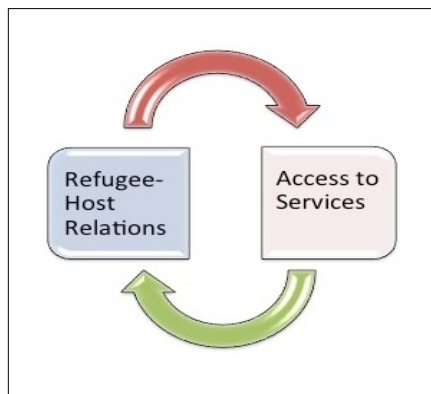 Refugee-
Host
Relations
Access to
Services